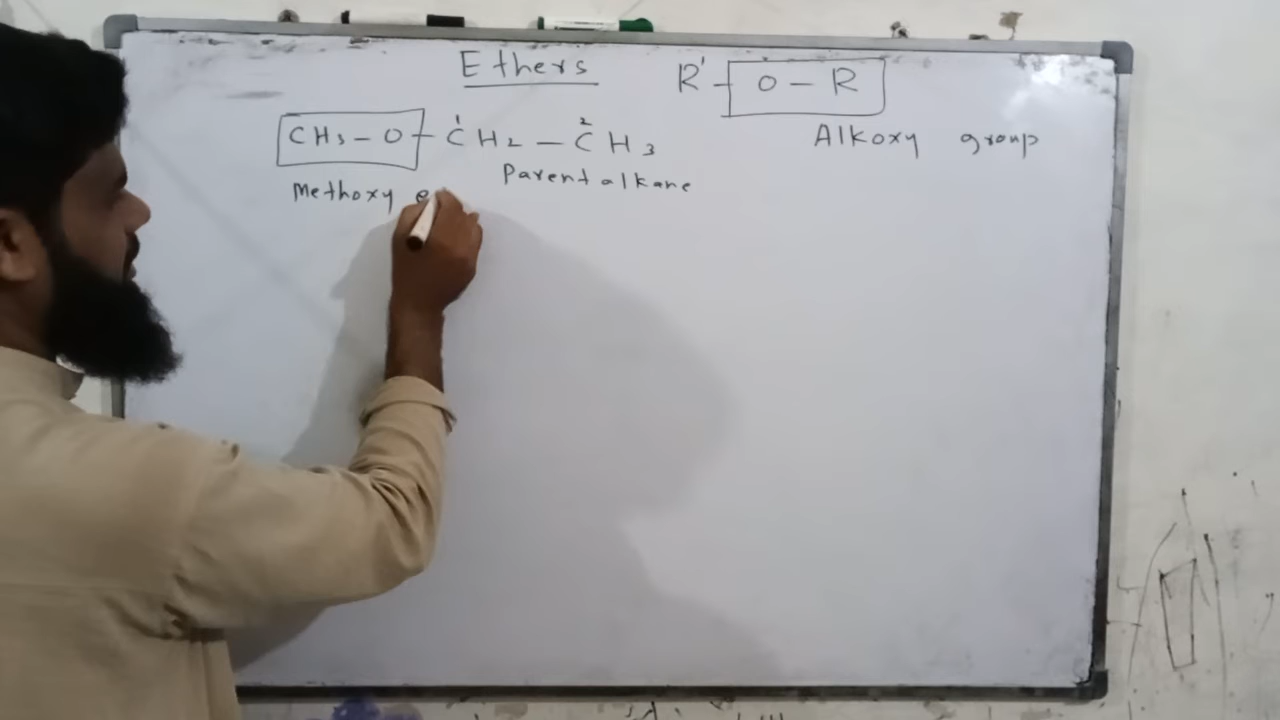 Ethers
R' - O - R
CH3 - O - 1CH2 - 2CH3
Alkoxy group
Parent alkane
Methoxy e